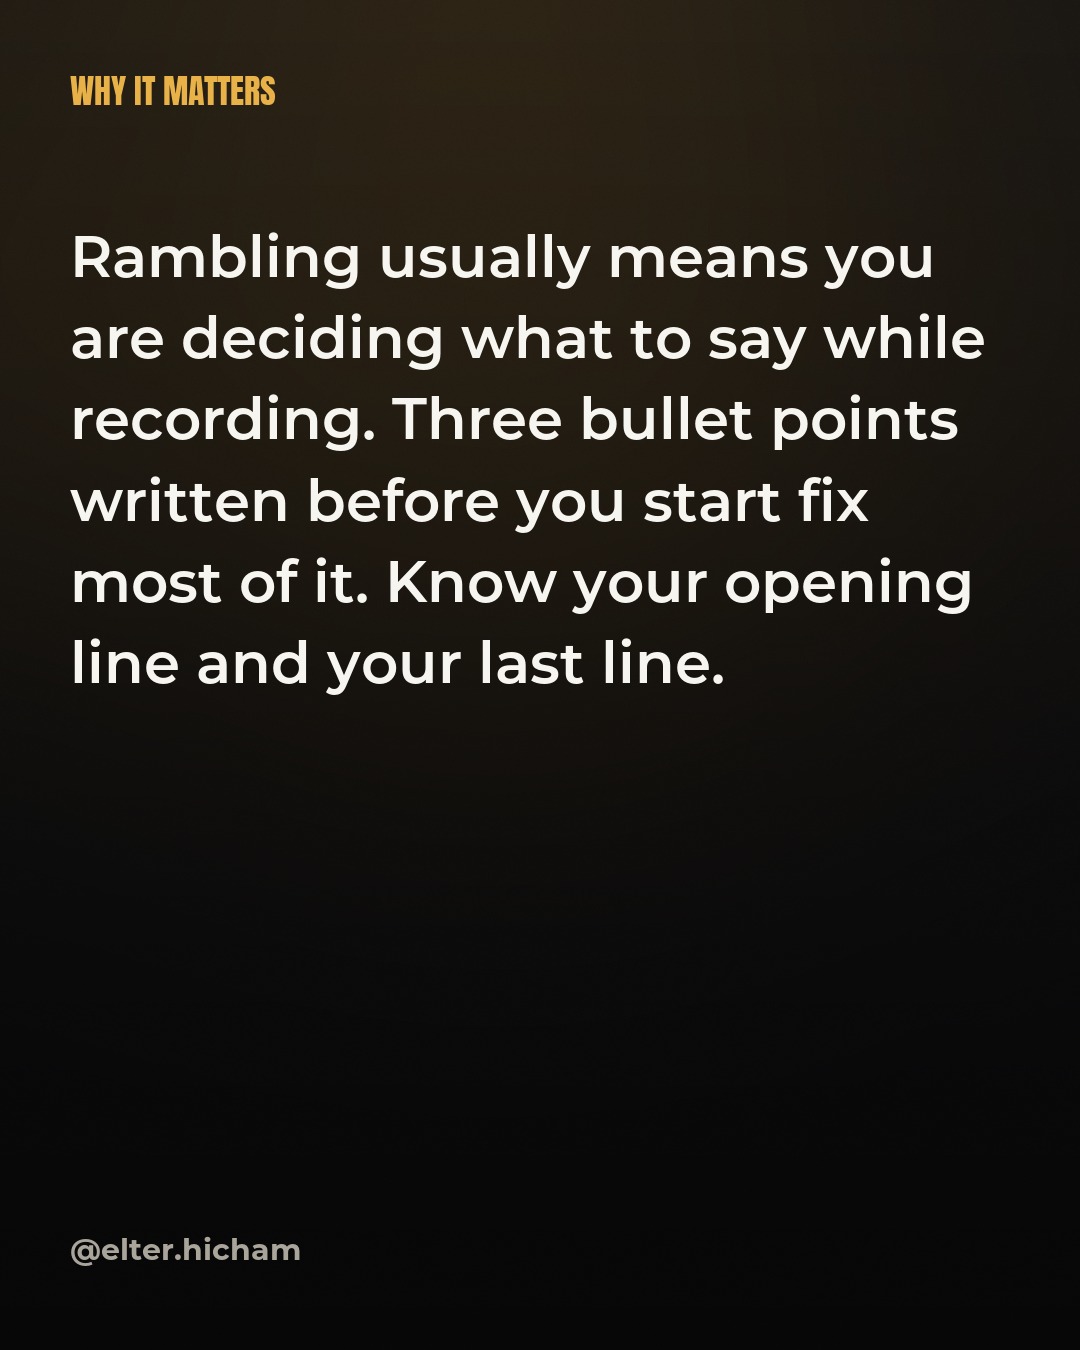 WHY IT MATTERS
Rambling usually means you
are deciding what to say while
recording. Three bullet points
written before you start fix
most of it. Know your opening
line and your last line.
@elter.hicham